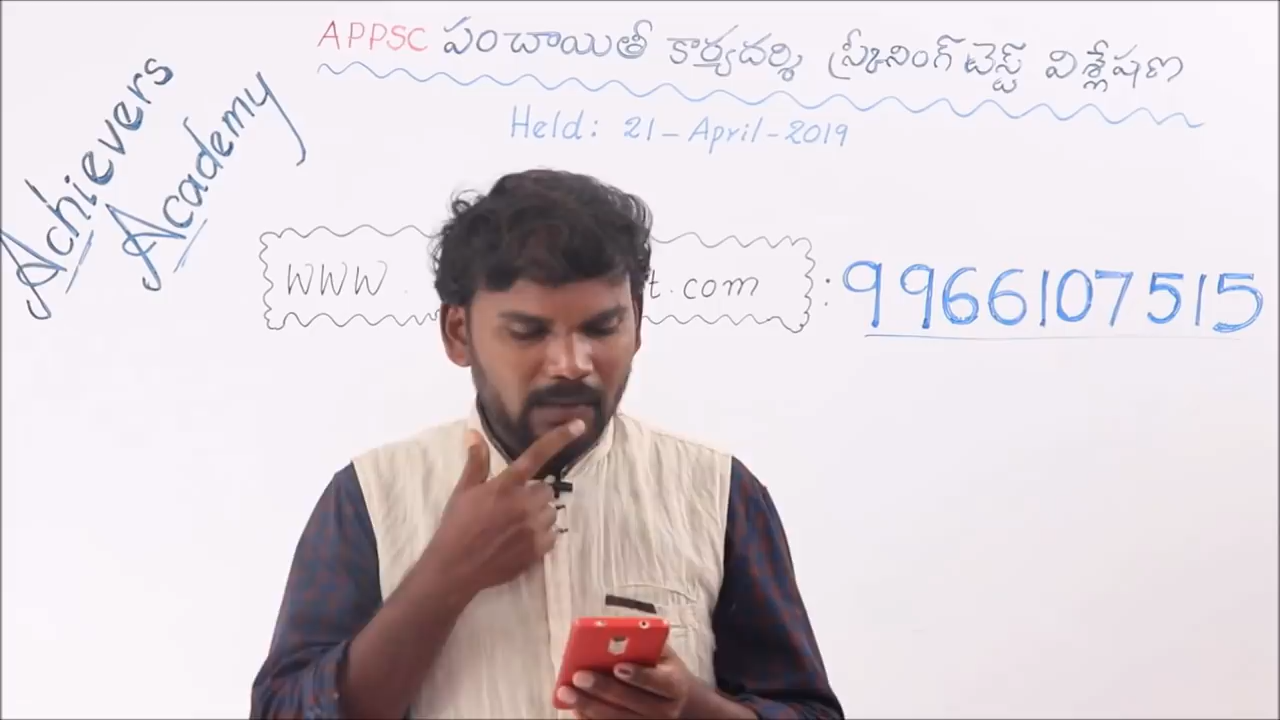 APPSC పంచాయితీ కార్యదర్శి స్క్రీనింగ్ టెస్ట్ విశ్లేషణ
Held: 21-April-2019
Achievers
Academy
www. t.com : 9966107515